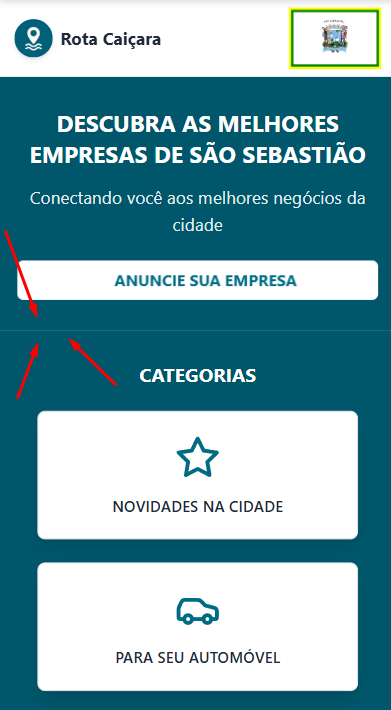 Rota Caiçara
DESCUBRA AS MELHORES
EMPRESAS DE SÃO SEBASTIÃO
Conectando você aos melhores negócios da
cidade
ANUNCIE SUA EMPRESA
CATEGORIAS
NOVIDADES NA CIDADE
PARA SEU AUTOMÓVEL